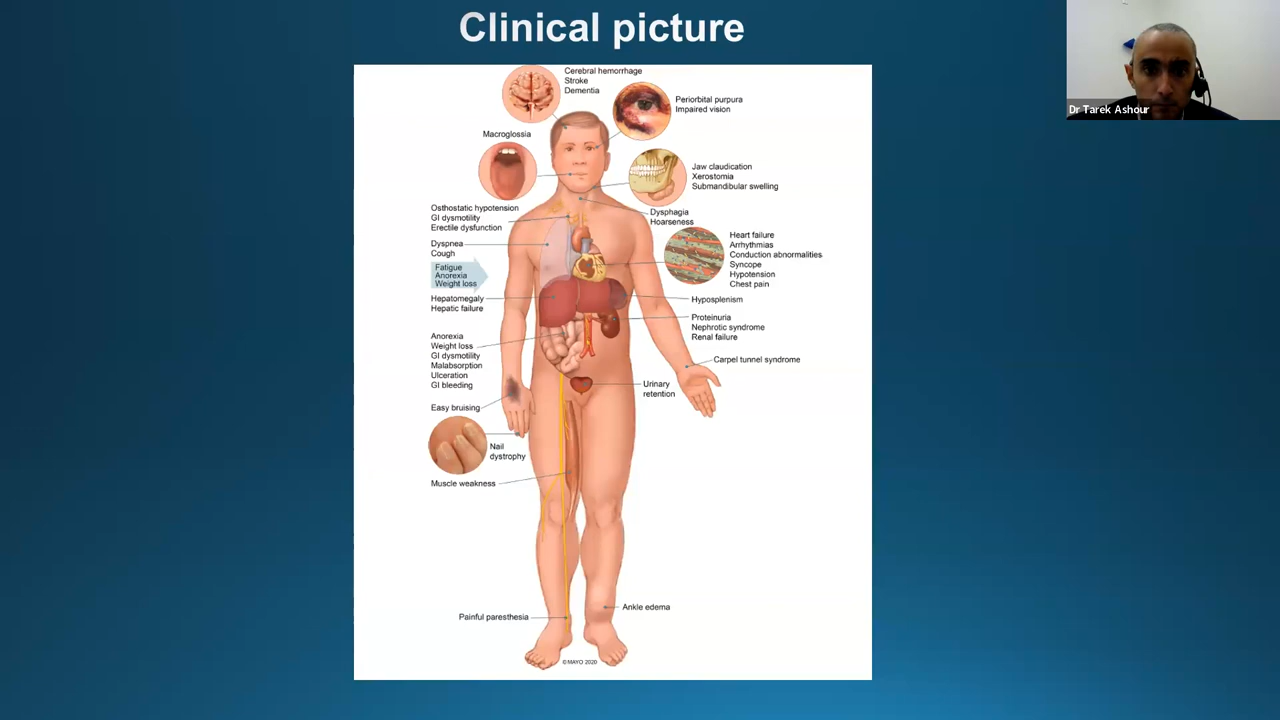 Clinical picture
Dr Tarek Ashour
Cerebral hemorrhage
Stroke
Dementia
Periorbital purpura
Impaired vision
Macroglossia
Jaw claudication
Xerostomia
Submandibular swelling
Osthostatic hypotension
GI dysmotility
Erectile dysfunction
Dysphagia
Hoarseness
Dyspnea
Cough
Heart failure
Arrhythmias
Conduction abnormalities
Syncope
Hypotension
Chest pain
Fatigue
Anorexia
Weight loss
Hepatomegaly
Hepatic failure
Hyposplenism
Proteinuria
Nephrotic syndrome
Renal failure
Anorexia
Weight loss
GI dysmotility
Malabsorption
Ulceration
GI bleeding
Carpel tunnel syndrome
Urinary
retention
Easy bruising
Nail
dystrophy
Muscle weakness
Ankle edema
Painful paresthesia
©MAYO 2020